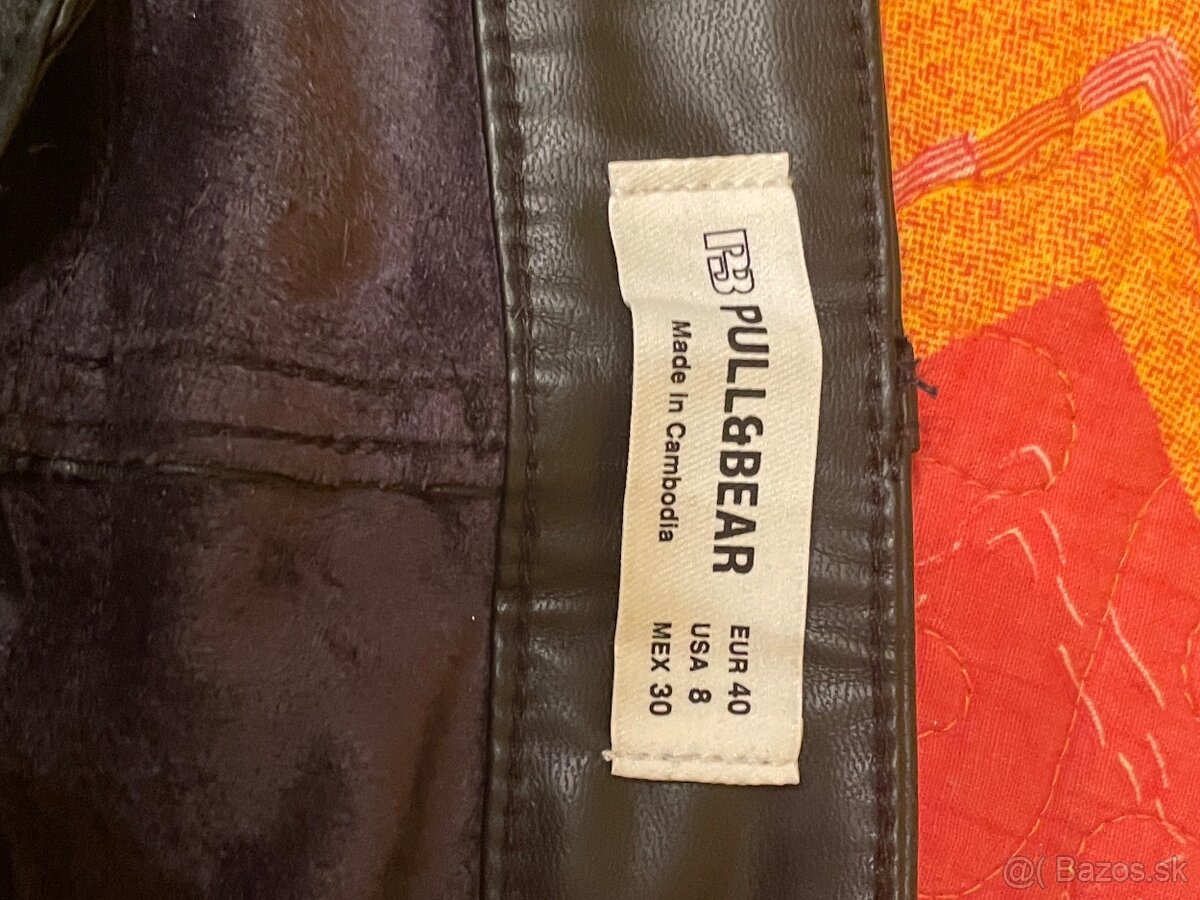 PB PULL&BEAR
Made In Cambodia
EUR 40
USA 8
MEX 30
@( Bazos.sk